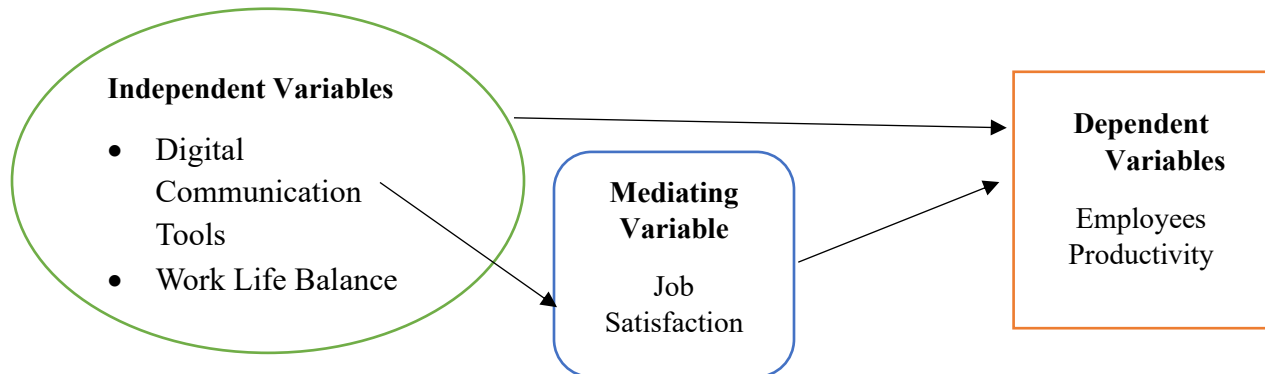 Independent Variables
• Digital
Communication
Tools
• Work Life Balance
Mediating
Variable
Job
Satisfaction
Dependent
Variables
Employees
Productivity